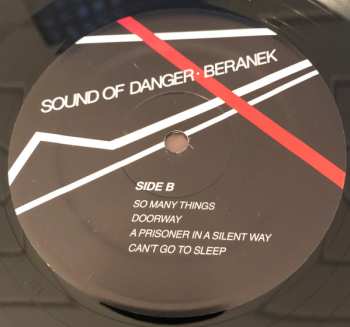 SOUND OF DANGER · BERANEK
SIDE B
SO MANY THINGS
DOORWAY
A PRISONER IN A SILENT WAY
CAN'T GO TO SLEEP